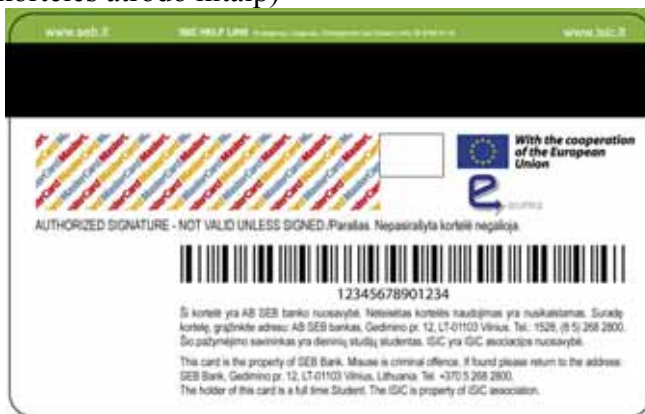 kortelės atrodo kitaip)
www.seb.lt ISIC HELP LINE www.isic.lt
With the cooperation
of the European
Union
AUTHORIZED SIGNATURE - NOT VALID UNLESS SIGNED./Parašas. Nepasirašyta kortelė negalioja.
12345678901234
Ši kortelė yra AB SEB banko nuosavybė. Neteisėtas kortelės naudojimas yra nusikalstamas. Suradę
kortelę, grąžinkite adresu: AB SEB bankas, Gedimino pr. 12, LT-01103 Vilnius. Tel.: 1528, (8 5) 268 2800.
Šio pažymėjimo savininkas yra dieninių studijų studentas. ISIC yra ISIC asociacijos nuosavybė.
This card is the property of SEB Bank. Misuse is criminal offence. If found please return to the address:
SEB Bank, Gedimino pr. 12, LT-01103 Vilnius, Lithuania. Tel. +370 5 268 2800.
The holder of this card is a full time Student. The ISIC is property of ISIC association.